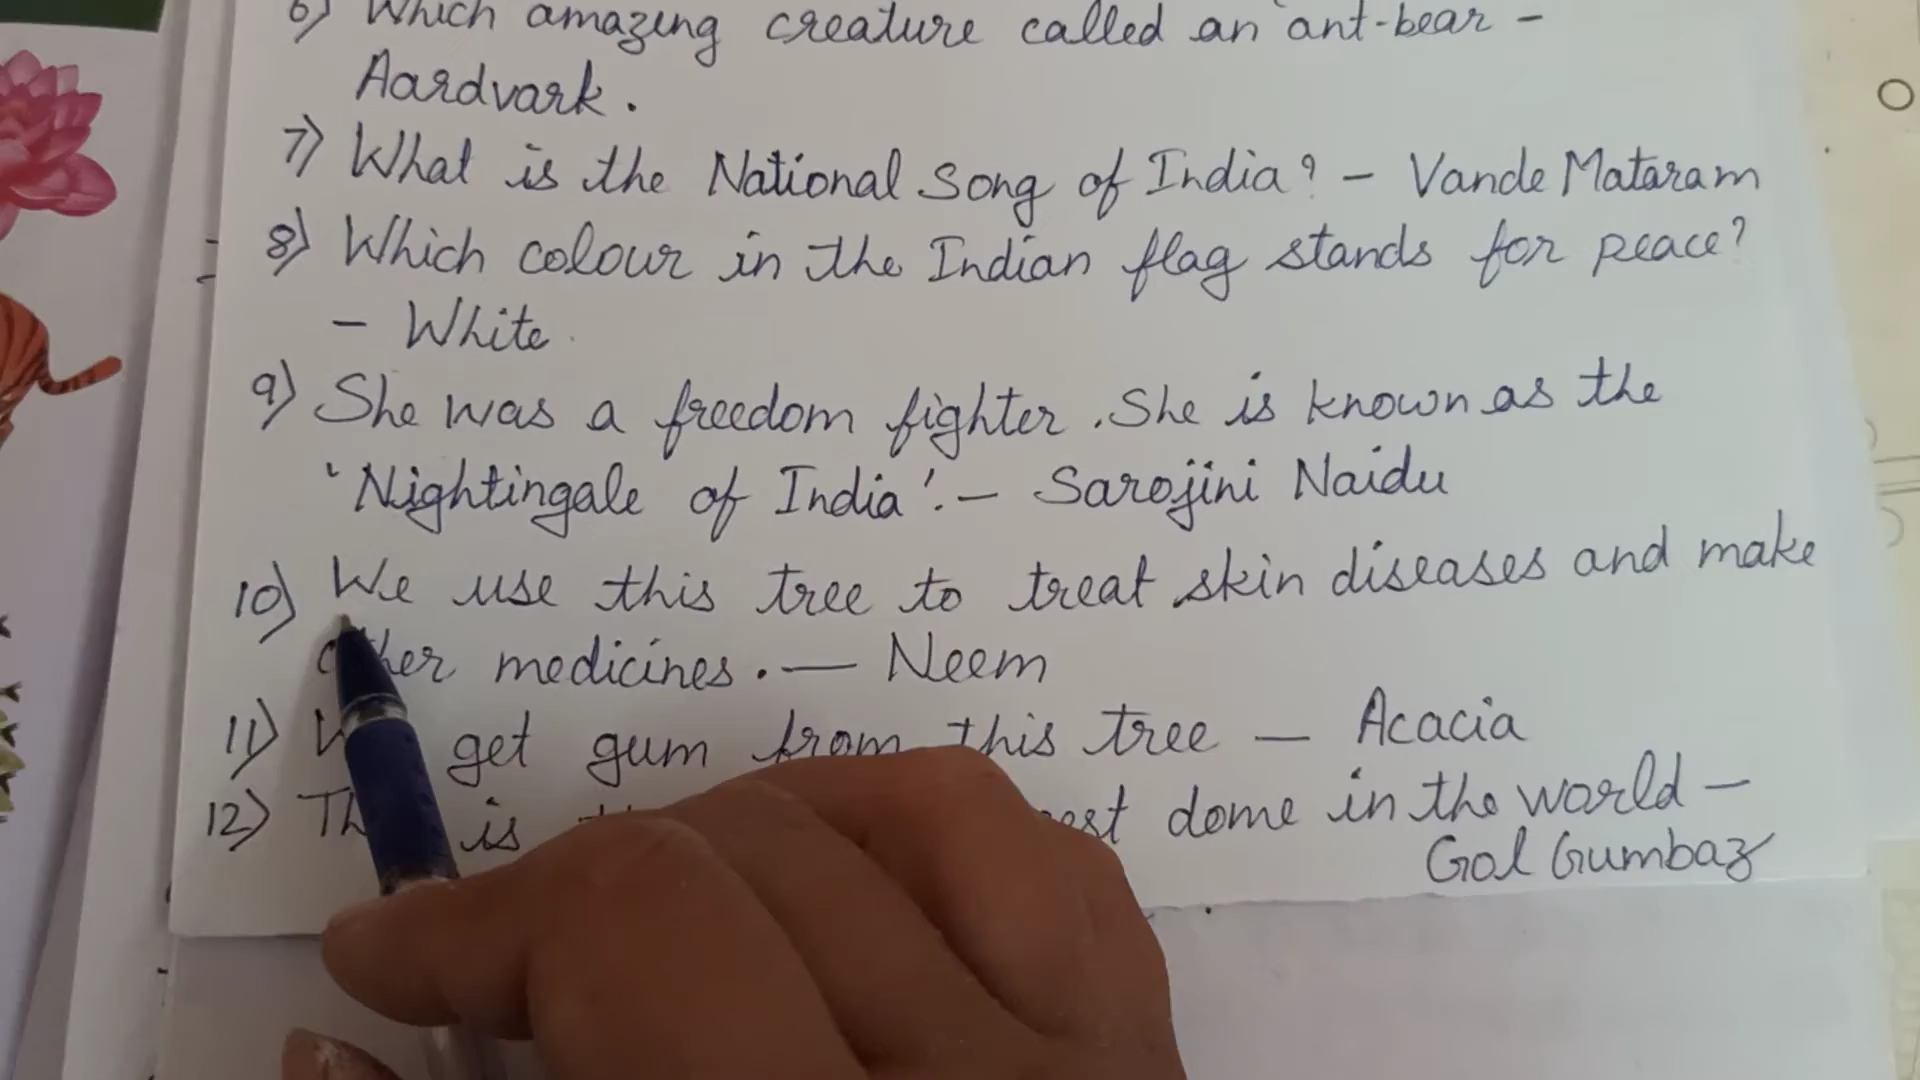 6) Which amazing creature called an ant-bear -
Aardvark.
7) What is the National Song of India? - Vande Mataram
8) Which colour in the Indian flag stands for peace?
- White
9) She was a freedom fighter. She is known as the
'Nightingale of India'. - Sarojini Naidu
10) We use this tree to treat skin diseases and make
medicines. - Neem
11) get gum from this tree - Acacia
12) is dome in the world -
Gol Gumbaz